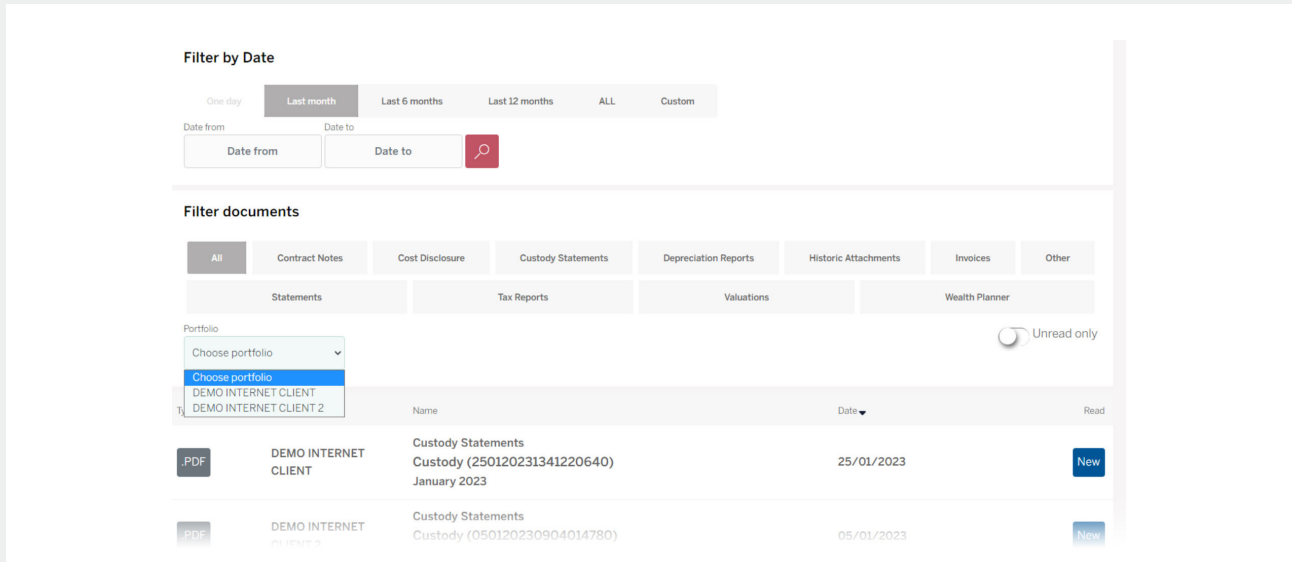 Filter by Date
One day Last month Last 6 months Last 12 months ALL Custom
Date from Date to
Date from Date to
Filter documents
All Contract Notes Cost Disclosure Custody Statements Depreciation Reports Historic Attachments Invoices Other
Statements Tax Reports Valuations Wealth Planner
Portfolio
Unread only
Choose portfolio
Choose portfolio
DEMO INTERNET CLIENT
DEMO INTERNET CLIENT 2
Name Date Read
Custody Statements
.PDF DEMO INTERNET CLIENT Custody (250120231341220640) 25/01/2023 New
January 2023
Custody Statements
.PDF DEMO INTERNET CLIENT 2 Custody (050120230904014780) 05/01/2023 New